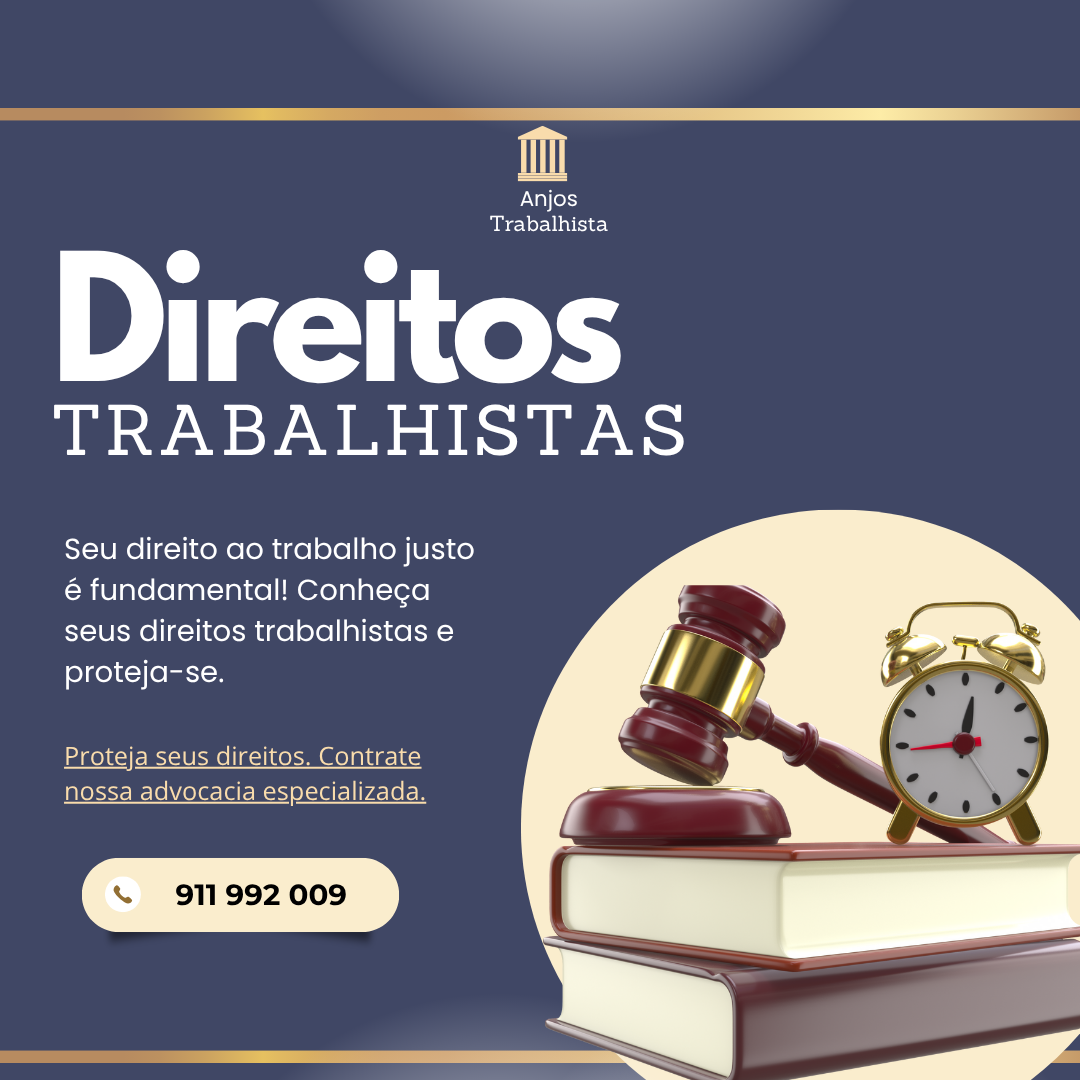 Anjos
Trabalhista
Direitos
TRABALHISTAS
Seu direito ao trabalho justo
é fundamental! Conheça
seus direitos trabalhistas e
proteja-se.
Proteja seus direitos. Contrate
nossa advocacia especializada.
911 992 009